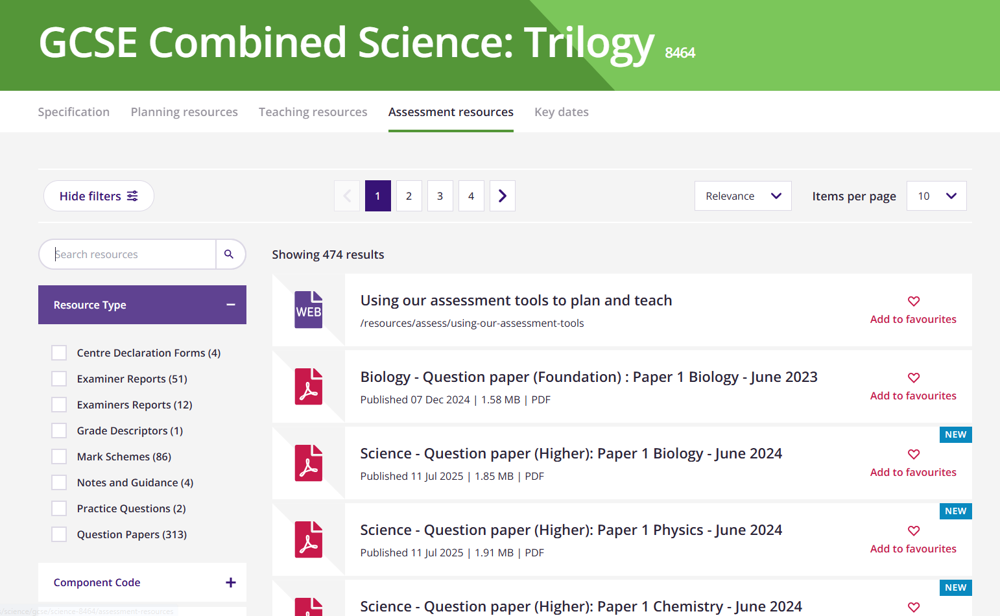 GCSE Combined Science: Trilogy 8464
Specification Planning resources Teaching resources Assessment resources Key dates
Hide filters 1 2 3 4 Relevance Items per page 10
Search resources
Showing 474 results
Resource Type
Centre Declaration Forms (4)
Examiner Reports (51)
Examiners Reports (12)
Grade Descriptors (1)
Mark Schemes (86)
Notes and Guidance (4)
Practice Questions (2)
Question Papers (313)
Component Code
WEB
Using our assessment tools to plan and teach
/resources/assess/using-our-assessment-tools
Add to favourites
Biology - Question paper (Foundation) : Paper 1 Biology - June 2023
Published 07 Dec 2024 | 1.58 MB | PDF
Add to favourites
NEW
Science - Question paper (Higher): Paper 1 Biology - June 2024
Published 11 Jul 2025 | 1.85 MB | PDF
Add to favourites
NEW
Science - Question paper (Higher): Paper 1 Physics - June 2024
Published 11 Jul 2025 | 1.91 MB | PDF
Add to favourites
NEW
Science - Question paper (Higher): Paper 1 Chemistry - June 2024
s/science/gcse/science-8464/assessment-resources